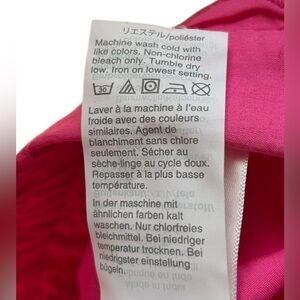 リエステル/poliéster
Machine wash cold with
like colors. Non-chlorine
bleach only. Tumble dry
low. Iron on lowest setting.
30
Laver à la machine à l'eau
froide avec des couleurs
similaires. Agent de
blanchiment sans chlore
seulement. Sécher au
sèche-linge au cycle doux.
Repasser à la plus basse
température.
In der maschine mit
ähnlichen farben kalt
waschen. Nur chlorfreies
bleichmittel. Bei niedriger
temperatur trocknen. Bei
niedrigster einstellung
bügeln.